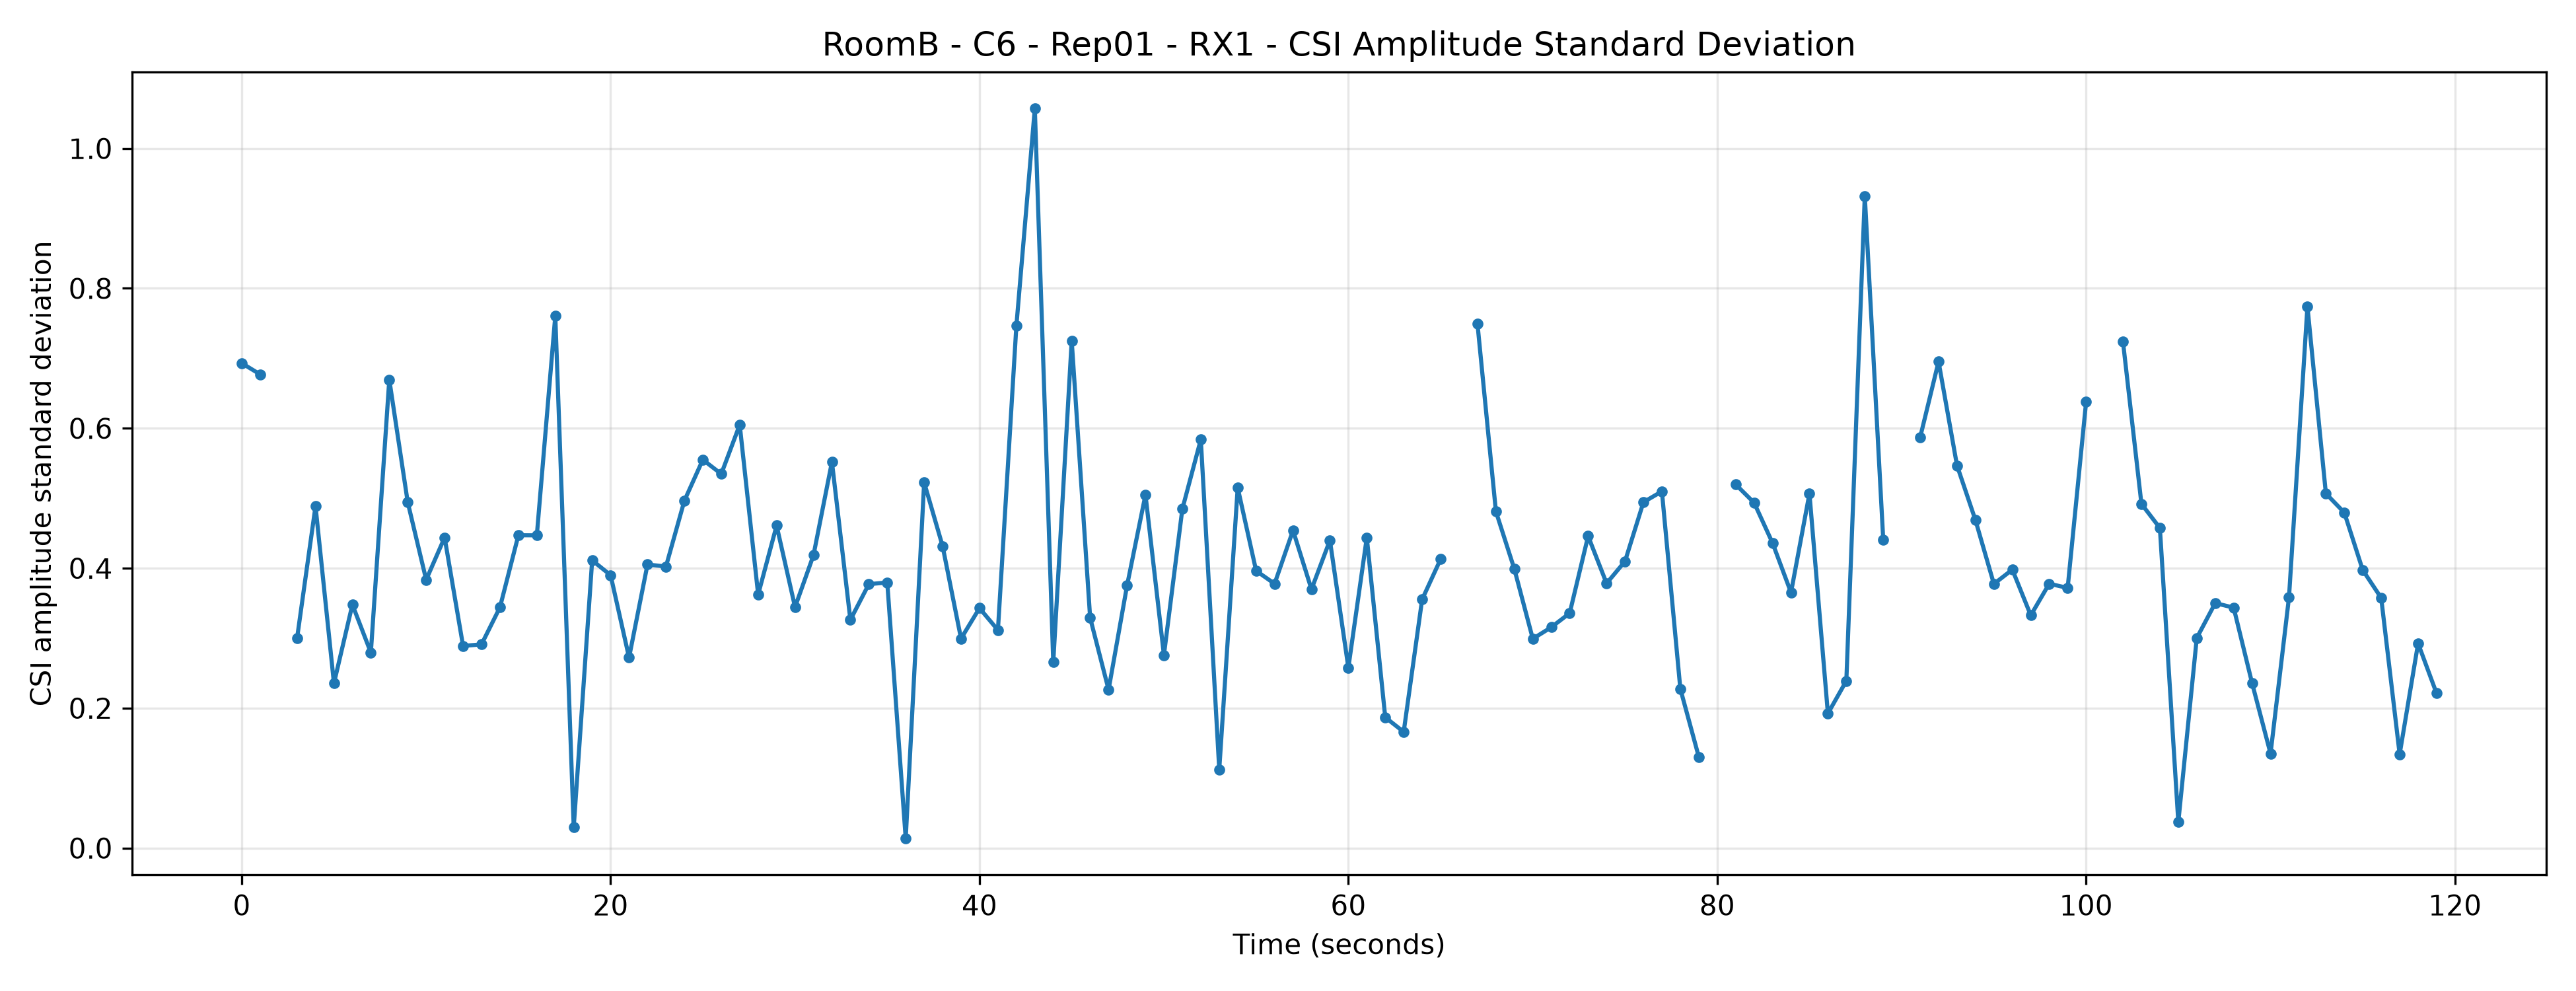 RoomB - C6 - Rep01 - RX1 - CSI Amplitude Standard Deviation
CSI amplitude standard deviation
1.0
0.8
0.6
0.4
0.2
0.0
0 20 40 60 80 100 120
Time (seconds)